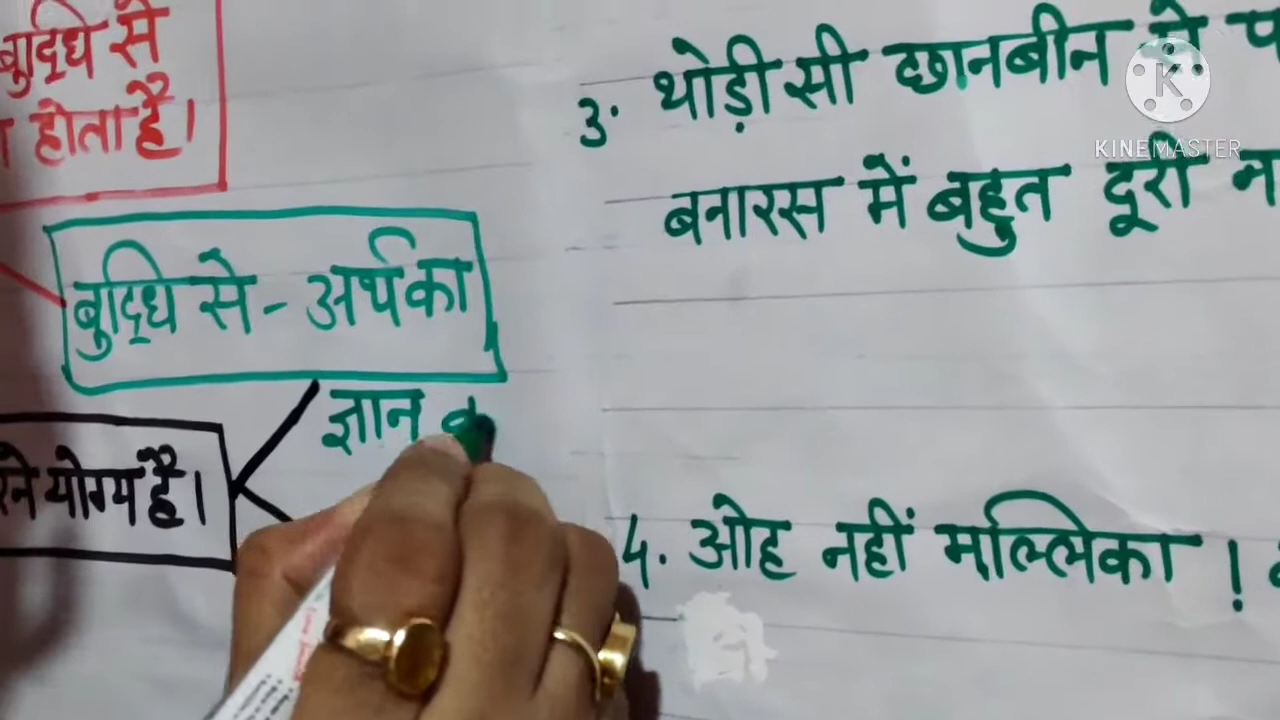 बुद्धि से
होता है।
बुद्धि से - अर्थ का
ज्ञान
योग्य है।
3. थोड़ी सी छानबीन से
बनारस में बहुत दूरी
4. ओह नहीं मल्लिका !
KINEMASTER